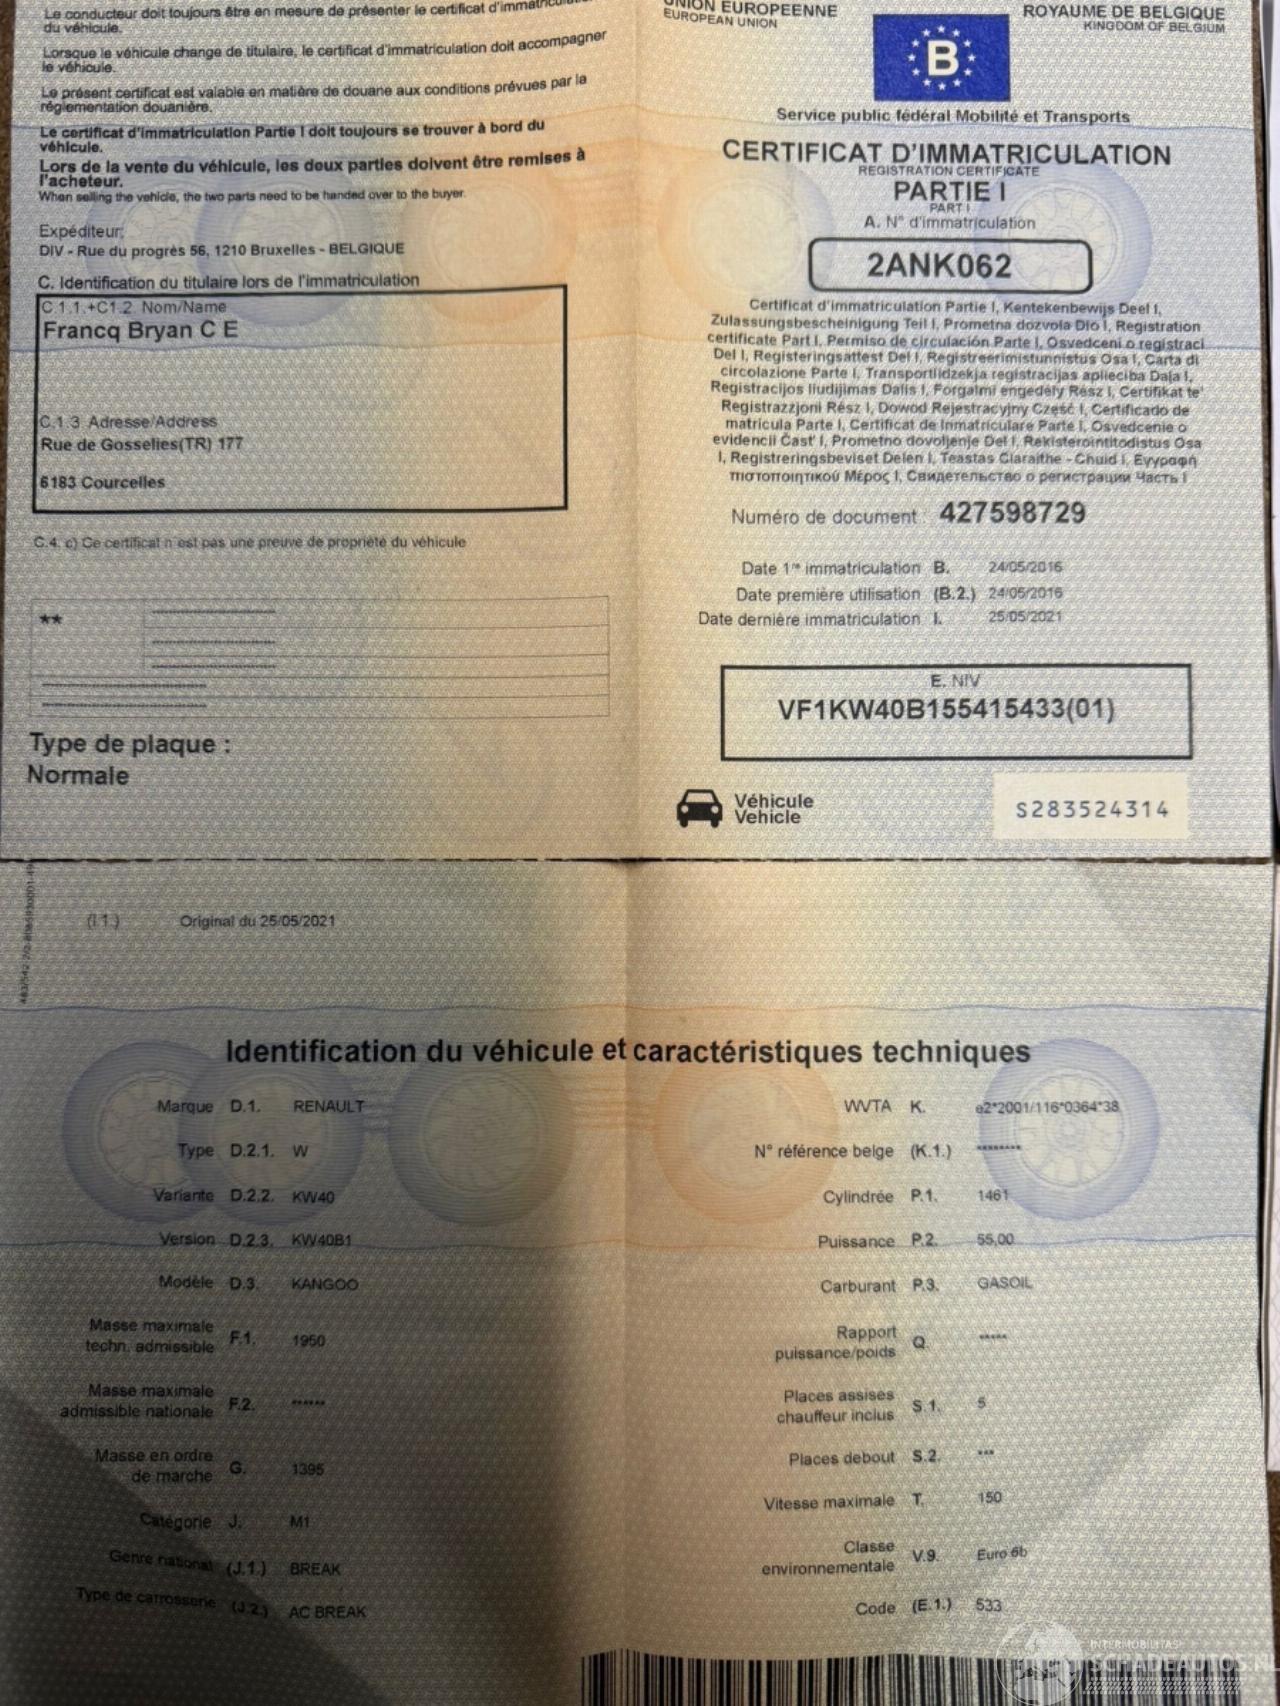 Le conducteur doit toujours être en mesure de présenter le certificat d'immatriculation
du véhicule.
Lorsque le véhicule change de titulaire, le certificat d'immatriculation doit accompagner
le véhicule.
Le présent certificat est valable en matière de douane aux conditions prévues par la
réglementation douanière.
Le certificat d'immatriculation Partie I doit toujours se trouver à bord du
véhicule.
Lors de la vente du véhicule, les deux parties doivent être remises à
l'acheteur.
When selling the vehicle, the two parts need to be handed over to the buyer.
Expéditeur:
DIV - Rue du progrès 56, 1210 Bruxelles - BELGIQUE
C. Identification du titulaire lors de l'immatriculation
C.1.1.+C1.2. Nom/Name
Francq Bryan C E
C.1.3. Adresse/Address
Rue de Gosselies(TR) 177
6183 Courcelles
C.4. c) Ce certificat n'est pas une preuve de propriété du véhicule
**
Type de plaque :
Normale
UNION EUROPEENNE
EUROPEAN UNION
ROYAUME DE BELGIQUE
KINGDOM OF BELGIUM
B
Service public fédéral Mobilité et Transports
CERTIFICAT D'IMMATRICULATION
REGISTRATION CERTIFICATE
PARTIE I
PART I
A. N° d'immatriculation
2ANK062
Certificat d'immatriculation Partie I, Kentekenbewijs Deel I,
Zulassungsbescheinigung Teil I, Prometna dozvola Dio I, Registration
certificate Part I, Permiso de circulación Parte I, Osvedceni o registraci
Del I, Registeringsattest Del I, Registreerimistunnistus Osa I, Carta di
circolazione Parte I, Transportlidzekja registracijas aplieciba Daļa I,
Registracijos liudijimas Dalis I, Forgalmi engedély Rész I, Certifikat te'
Registrazzjoni Rész I, Dowod Rejestracyjny Część I, Certificado de
matricula Parte I, Certificat de Inmatriculare Parte I, Osvedcenie o
evidencii Čast' I, Prometno dovoljenje Del I, Rekisterointitodistus Osa
I, Registreringsbeviset Delen I, Teastas Claraithe - Chuid I, Εγγραφή
πιστοποιητικού Μέρος I, Свидетельство о регистрации Часть I
Numéro de document : 427598729
Date 1re immatriculation B. 24/05/2016
Date première utilisation (B.2.) 24/05/2016
Date dernière immatriculation I. 25/05/2021
E. NIV
VF1KW40B155415433(01)
Véhicule
Vehicle
S283524314
(I.1.) Original du 25/05/2021
Identification du véhicule et caractéristiques techniques
Marque D.1. RENAULT
Type D.2.1. W
Variante D.2.2. KW40
Version D.2.3. KW40B1
Modèle D.3. KANGOO
Masse maximale
techn. admissible F.1. 1950
Masse maximale
admissible nationale F.2. ******
Masse en ordre
de marche G. 1395
Catégorie J. M1
Genre national (J.1.) BREAK
Type de carrosserie (J.2.) AC BREAK
WVTA K. e2*2001/116*0364*38
N° référence belge (K.1.) ********
Cylindrée P.1. 1461
Puissance P.2. 55,00
Carburant P.3. GASOIL
Rapport
puissance/poids Q. *****
Places assises
chauffeur inclus S.1. 5
Places debout S.2. ***
Vitesse maximale T. 150
Classe
environnementale V.9. Euro 6b
Code (E.1.) 533
INTERMOBILITAS
SCHADEAUTOS.NL